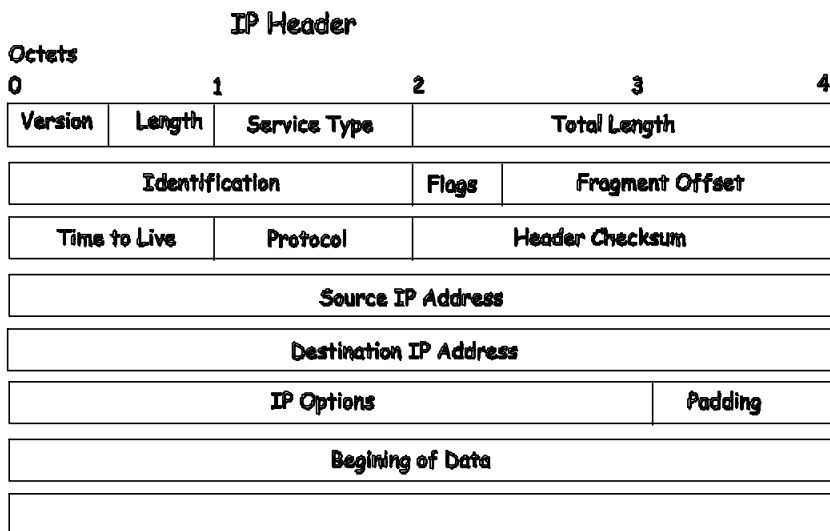 IP Header
Octets
0 1 2 3 4
Version Length Service Type Total Length
Identification Flags Fragment Offset
Time to Live Protocol Header Checksum
Source IP Address
Destination IP Address
IP Options Padding
Begining of Data